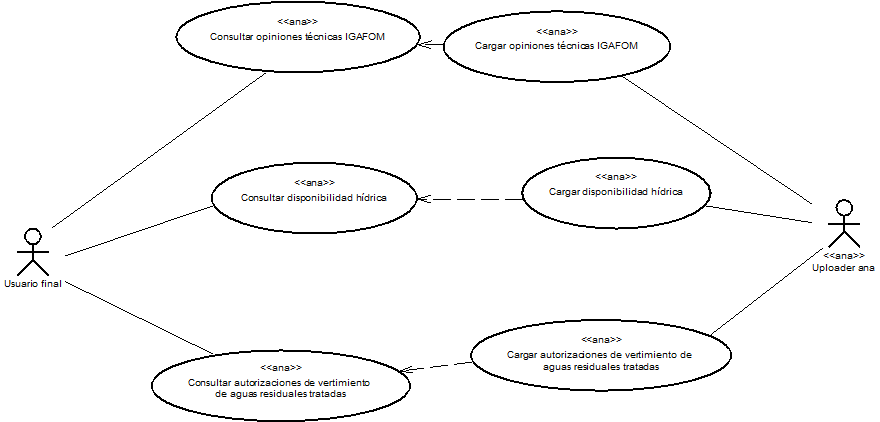 <<ana>>
Consultar opiniones técnicas IGAFOM
<<ana>>
Cargar opiniones técnicas IGAFOM
<<ana>>
Consultar disponibilidad hídrica
<<ana>>
Cargar disponibilidad hídrica
Usuario final
<<ana>>
Uploader ana
<<ana>>
Consultar autorizaciones de vertimiento
de aguas residuales tratadas
<<ana>>
Cargar autorizaciones de vertimiento de
aguas residuales tratadas